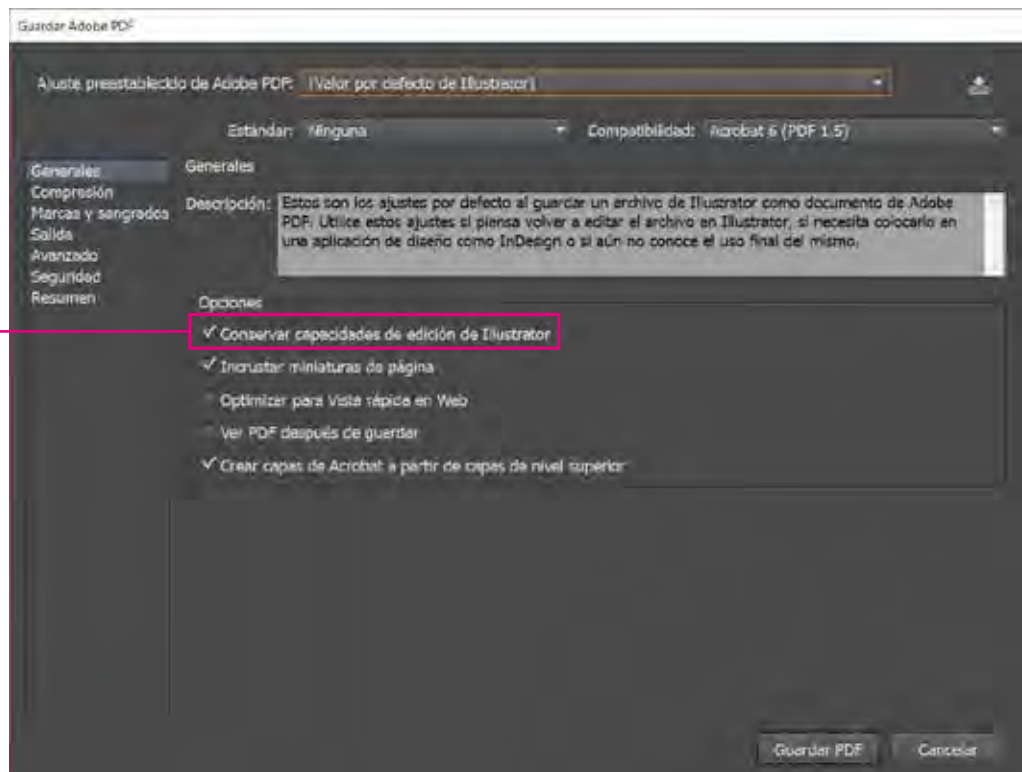 Guardar Adobe PDF
Ajuste preestablecido de Adobe PDF: [Valor por defecto de Illustrator]
Estándar: Ninguna Compatibilidad: Acrobat 6 (PDF 1.5)
Generales
Compresión
Marcas y sangrados
Salida
Avanzado
Seguridad
Resumen
Generales
Descripción: Estos son los ajustes por defecto al guardar un archivo de Illustrator como documento de Adobe
PDF. Utilice estos ajustes si piensa volver a editar el archivo en Illustrator, si necesita colocarlo en
una aplicación de diseño como InDesign o si aún no conoce el uso final del mismo.
Opciones
Conservar capacidades de edición de Illustrator
Incrustar miniaturas de página
Optimizar para Vista rápida en Web
Ver PDF después de guardar
Crear capas de Acrobat a partir de capas de nivel superior
Guardar PDF Cancelar